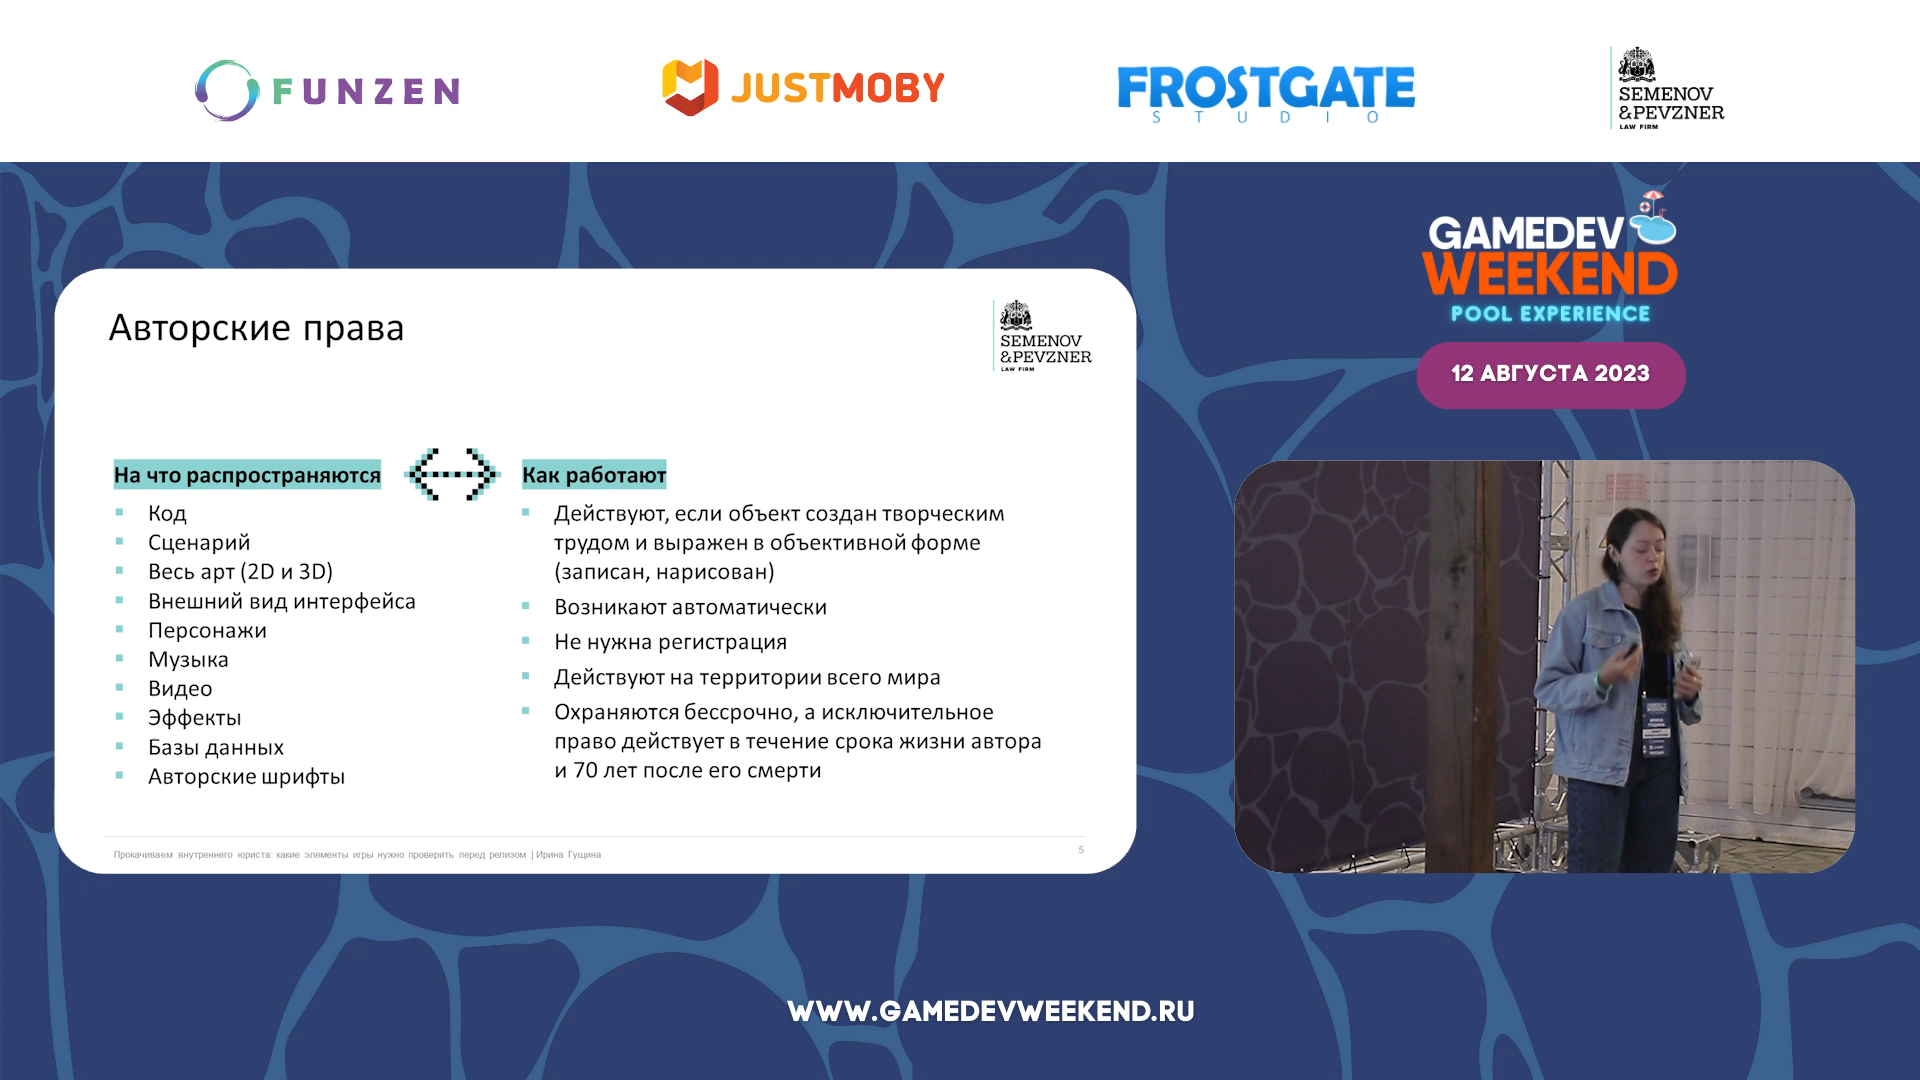 FUNZEN
JUSTMOBY
FROSTGATE
STUDIO
SEMENOV
&PEVZNER
LAW FIRM
GAMEDEV
WEEKEND
POOL EXPERIENCE
12 АВГУСТА 2023
Авторские права
SEMENOV
&PEVZNER
LAW FIRM
На что распространяются
Код
Сценарий
Весь арт (2D и 3D)
Внешний вид интерфейса
Персонажи
Музыка
Видео
Эффекты
Базы данных
Авторские шрифты
Как работают
Действуют, если объект создан творческим
трудом и выражен в объективной форме
(записан, нарисован)
Возникают автоматически
Не нужна регистрация
Действуют на территории всего мира
Охраняются бессрочно, а исключительное
право действует в течение срока жизни автора
и 70 лет после его смерти
Прокачиваем внутреннего юриста: какие элементы игры нужно проверить перед релизом | Ирина Гущина
5
WWW.GAMEDEVWEEKEND.RU